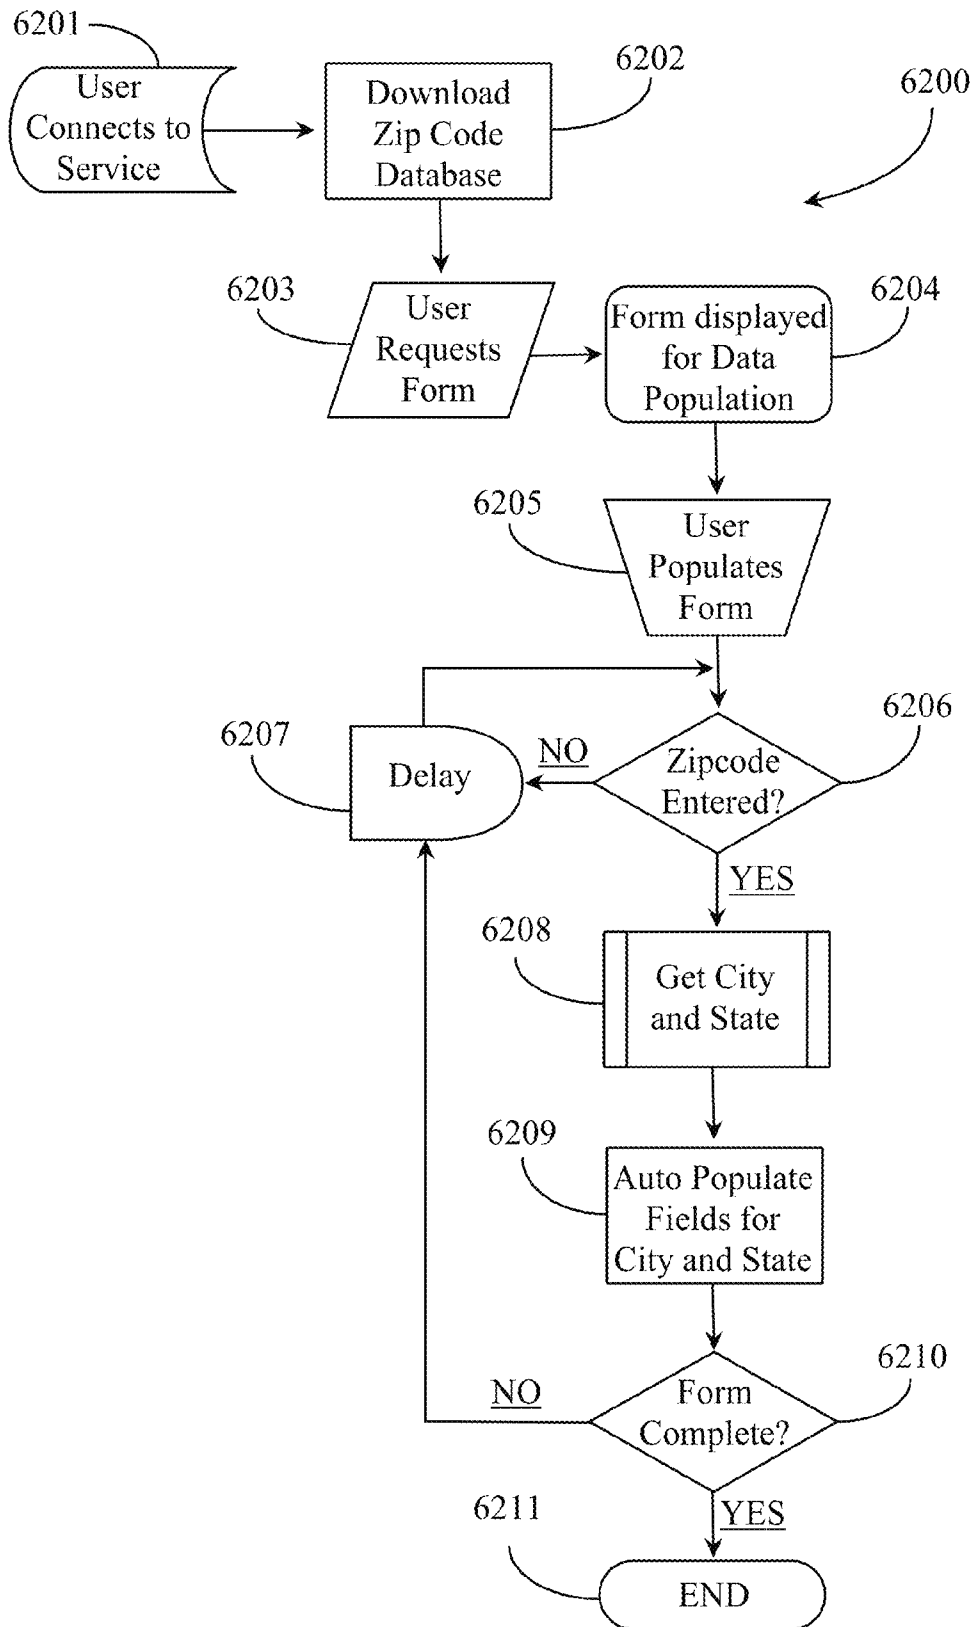 6201
User
Connects to
Service
Download
Zip Code
Database
6202
6200
6203
User
Requests
Form
Form displayed
for Data
Population
6204
6205
User
Populates
Form
6206
6207
Delay
NO
Zipcode
Entered?
YES
6208
Get City
and State
6209
Auto Populate
Fields for
City and State
6210
NO
Form
Complete?
YES
6211
END